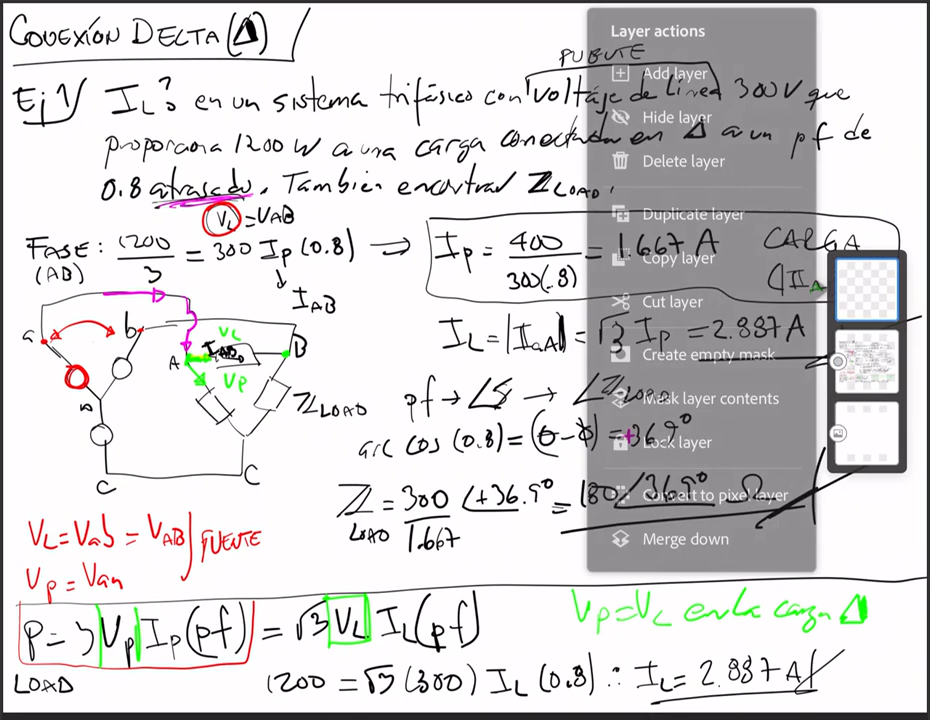 CONEXIÓN DELTA (Δ)
FUENTE
Ej 1/ IL? en un sistema trifásico con voltaje de línea 300 V que
proporciona 1200 W a una carga conectada en Δ a un pf de
0.8 atrasado. También encontrar ZLOAD.
VL = VAB
FASE: 1200/3 = 300 Ip (0.8) → Ip = 400/300(.8) = 1.667 A
(AB)
IAB
CARGA
IL = |IaA| = √3 Ip = 2.887 A
a
b
VL
A
IAB
B
Vp
ZLOAD
C
C
pf → ∠S → ∠ZLOAD
arc cos (0.8) = (θ-φ) = +36.9°
ZLOAD = 300/1.667 ∠+36.9° = 180 ∠36.9° Ω
VL = Vab = VAB
FUENTE
Vp = Van
P = 3 Vp Ip (pf) = √3 VL IL (pf)
LOAD
Vp = VL en la carga Δ
1200 = √3 (300) IL (0.8) ∴ IL = 2.887 A
Layer actions
Add layer
Hide layer
Delete layer
Duplicate layer
Copy layer
Cut layer
Create empty mask
Mask layer contents
Lock layer
Convert to pixel layer
Merge down